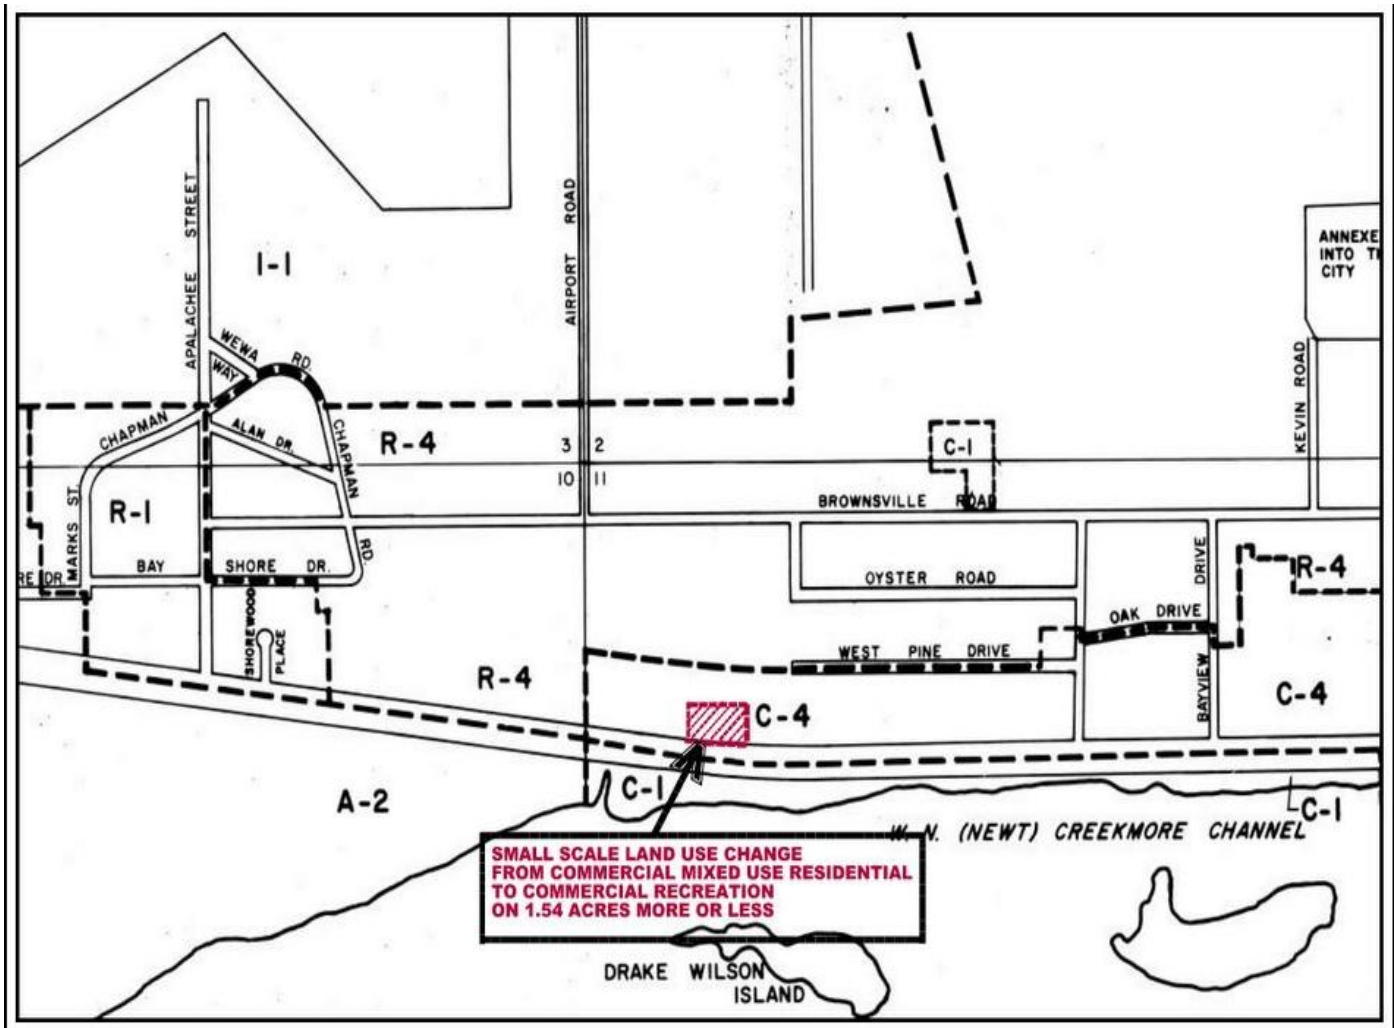 APALACHEE STREET
I-1
AIRPORT ROAD
ANNEXE
INTO T
CITY
KEVIN ROAD
WEWA
WAY
RD.
CHAPMAN
ALAN DR.
CHAPMAN
RD.
R-4
3 2
10 11
C-1
BROWNSVILLE ROAD
MARKS ST.
R-1
RE DR.
BAY SHORE DR.
SHOREWOOD
PLACE
OYSTER ROAD
WEST PINE DRIVE
OAK DRIVE
BAYVIEW DRIVE
R-4
R-4
C-4
C-4
A-2
C-1
C-1
W. N. (NEWT) CREEKMORE CHANNEL
SMALL SCALE LAND USE CHANGE
FROM COMMERCIAL MIXED USE RESIDENTIAL
TO COMMERCIAL RECREATION
ON 1.54 ACRES MORE OR LESS
DRAKE WILSON
ISLAND